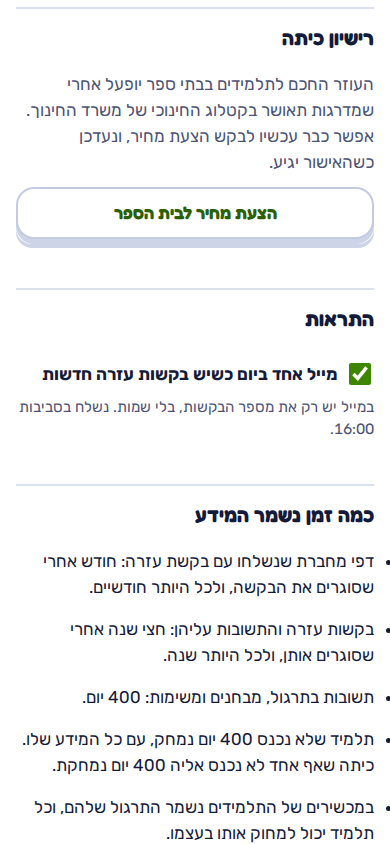 רישיון כיתה
העוזר החכם לתלמידים בבתי ספר יופעל אחרי
שמדרגות תאושר בקטלוג החינוכי של משרד החינוך.
אפשר כבר עכשיו לבקש הצעת מחיר, ונעדכן
כשהאישור יגיע.
הצעת מחיר לבית הספר
התראות
מייל אחד ביום כשיש בקשות עזרה חדשות
במייל יש רק את מספר הבקשות, בלי שמות. נשלח בסביבות
16:00.
כמה זמן נשמר המידע
• דפי מחברת שנשלחו עם בקשת עזרה: חודש אחרי
שסוגרים את הבקשה, ולכל היותר חודשיים.
• בקשות עזרה והתשובות עליהן: חצי שנה אחרי
שסוגרים אותן, ולכל היותר שנה.
• תשובות בתרגול, מבחנים ומשימות: 400 יום.
• תלמיד שלא נכנס 400 יום נמחק, עם כל המידע שלו.
כיתה שאף אחד לא נכנס אליה 400 יום נמחקת.
• במכשירים של התלמידים נשמר התרגול שלהם, וכל
תלמיד יכול למחוק אותו בעצמו.